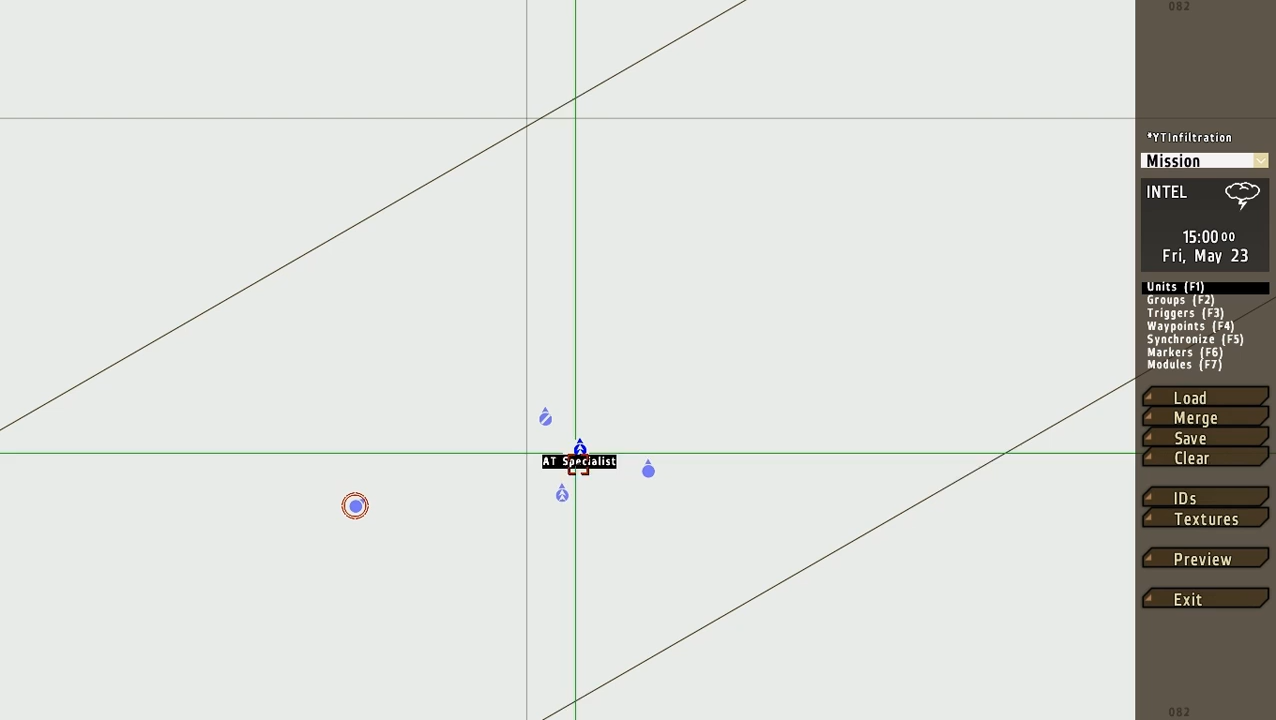 082
*YTInfiltration
Mission
INTEL
15:00 00
Fri, May 23
Units (F1)
Groups (F2)
Triggers (F3)
Waypoints (F4)
Synchronize (F5)
Markers (F6)
Modules (F7)
Load
Merge
Save
Clear
AT Specialist
IDs
Textures
Preview
Exit
082